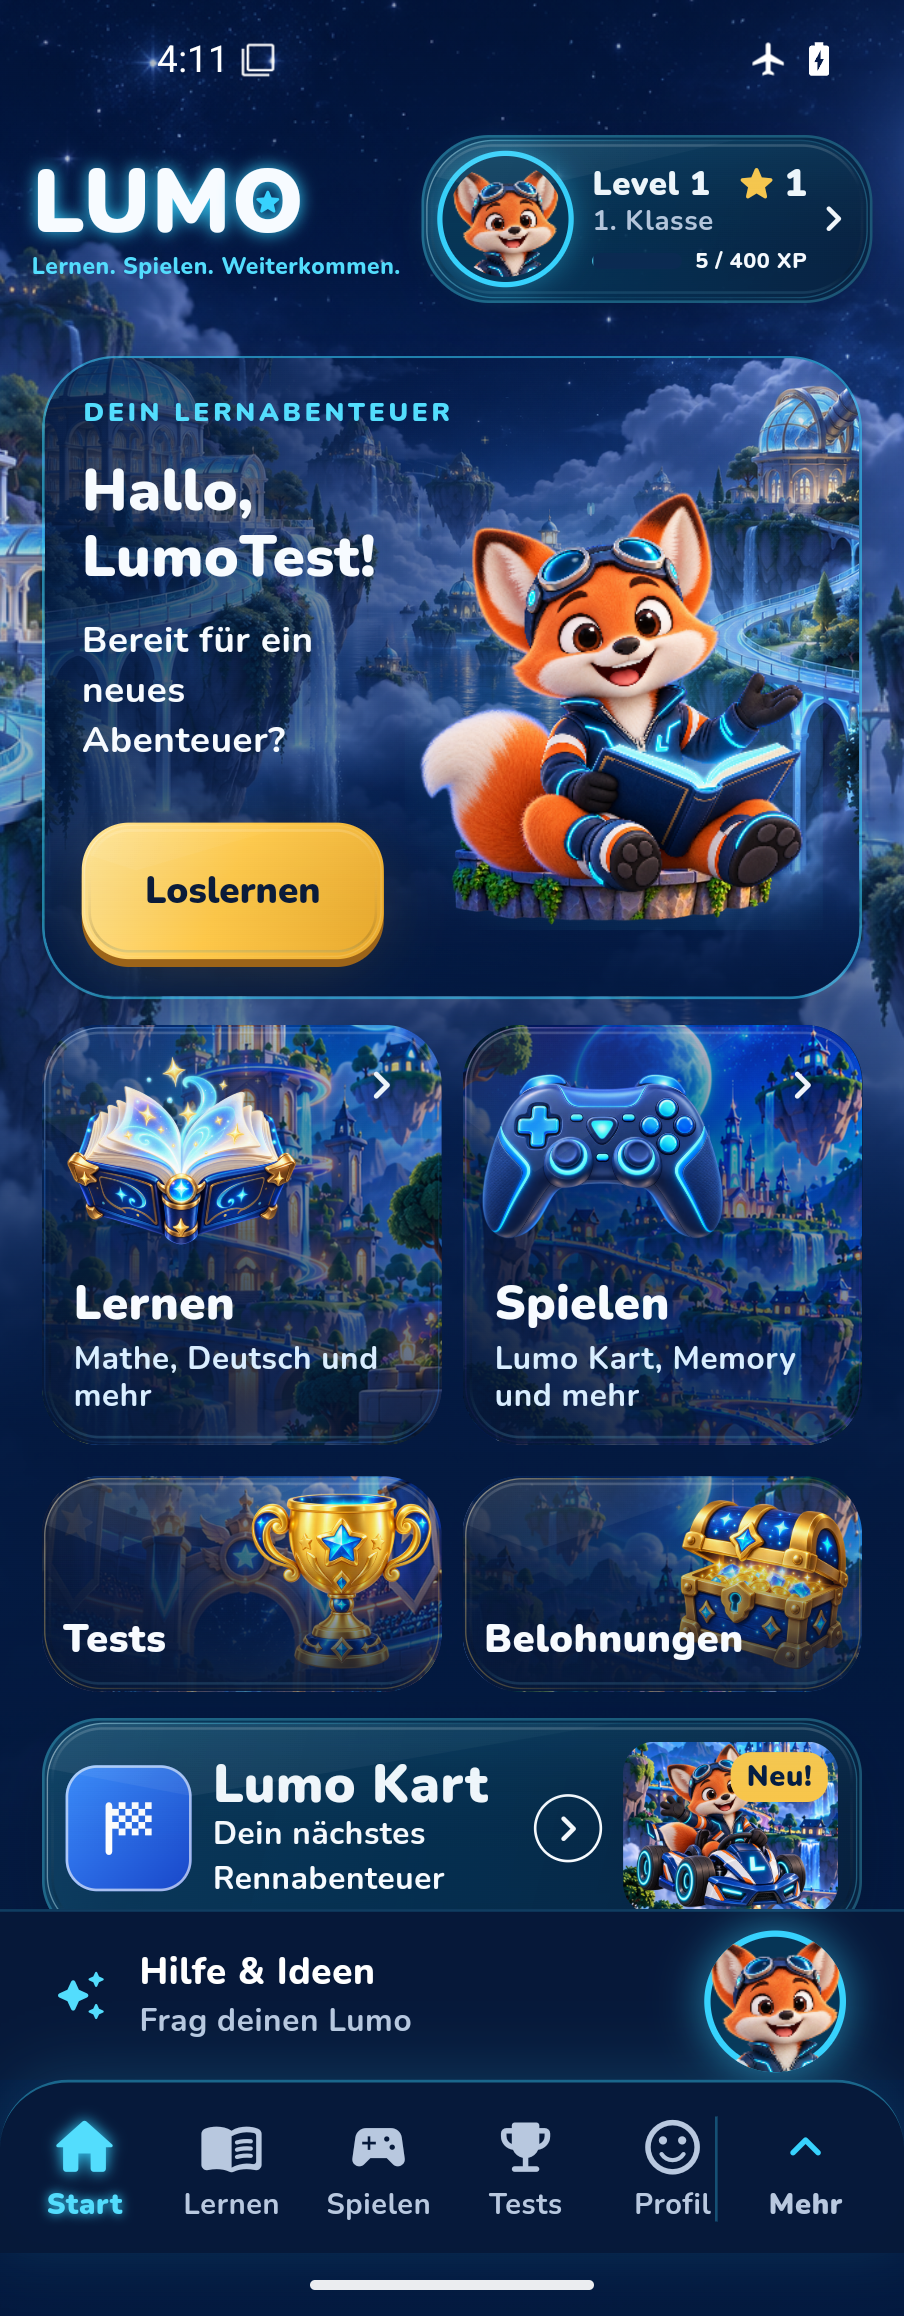 4:11
LUMO
Lernen. Spielen. Weiterkommen.
Level 1 1
1. Klasse
5 / 400 XP
DEIN LERNABENTEUER
Hallo,
LumoTest!
Bereit für ein
neues
Abenteuer?
Loslernen
Lernen
Mathe, Deutsch und
mehr
Spielen
Lumo Kart, Memory
und mehr
Tests
Belohnungen
Lumo Kart
Dein nächstes
Rennabenteuer
Neu!
L
Hilfe & Ideen
Frag deinen Lumo
Start
Lernen
Spielen
Tests
Profil
Mehr